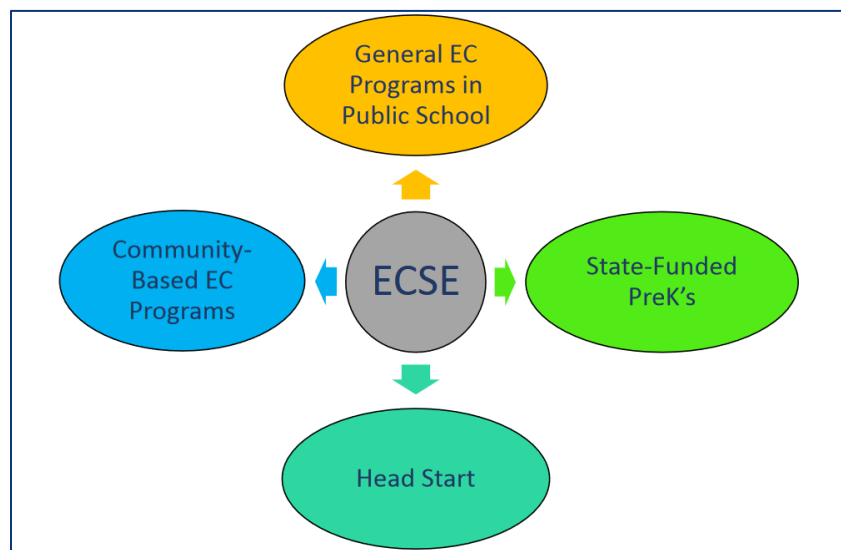 General EC
Programs in
Public School
Community-
Based EC
Programs
ECSE
State-Funded
PreK's
Head Start